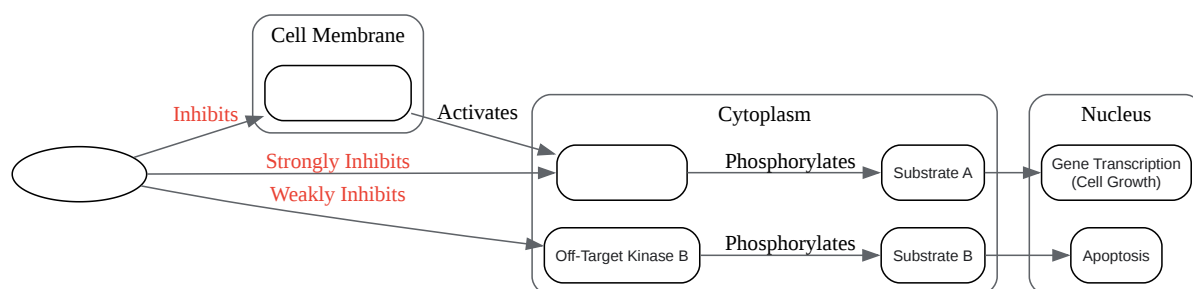 Cell Membrane
Inhibits
Activates
Cytoplasm
Nucleus
Strongly Inhibits
Phosphorylates
Substrate A
Gene Transcription
(Cell Growth)
Weakly Inhibits
Off-Target Kinase B
Phosphorylates
Substrate B
Apoptosis